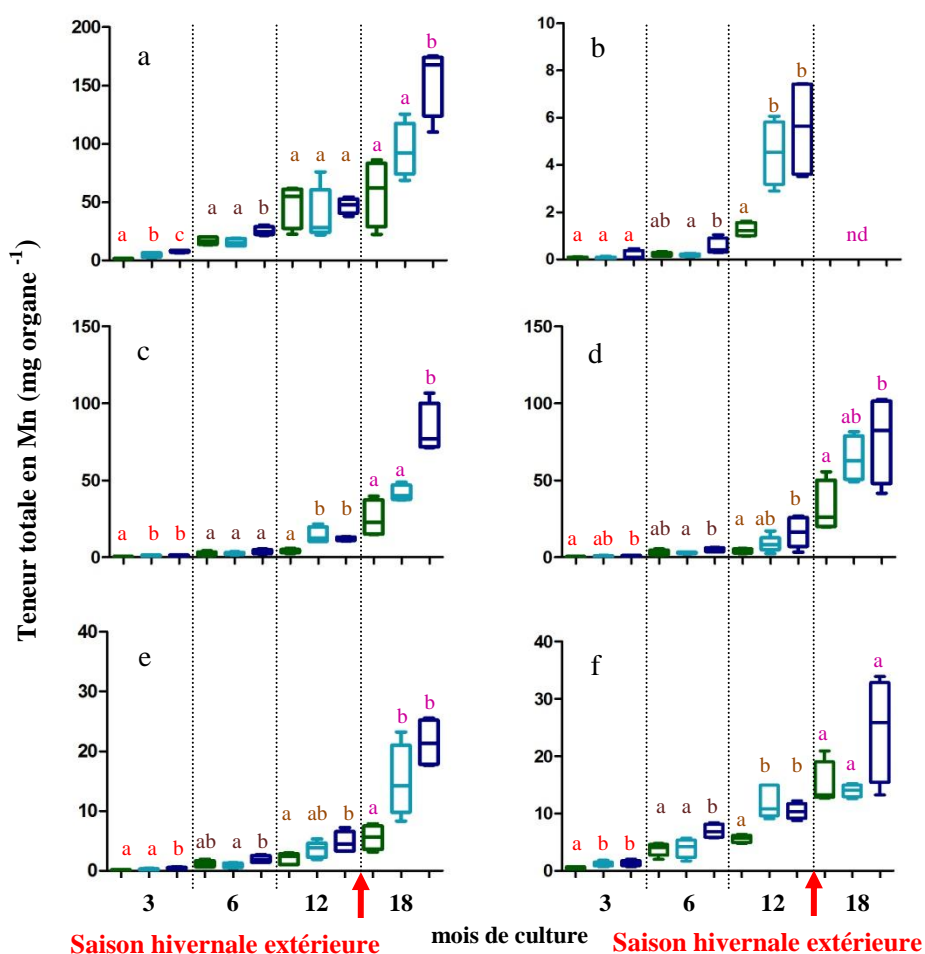 Teneur totale en Mn (mg organe -1)
a
200
150
100
50
0
a b c
a a b
a a a
a a b
b
10
8
6
4
2
0
a a a
ab a b
a b b
nd
c
150
100
50
0
a b b
a a a
a b b
a a b
d
150
100
50
0
a ab b
ab a b
a ab b
a ab b
e
40
30
20
10
0
a a b
ab a b
a ab b
a b b
3 6 12 18
f
40
30
20
10
0
a b b
a a b
a b b
a a a
3 6 12 18
Saison hivernale extérieure
mois de culture
Saison hivernale extérieure